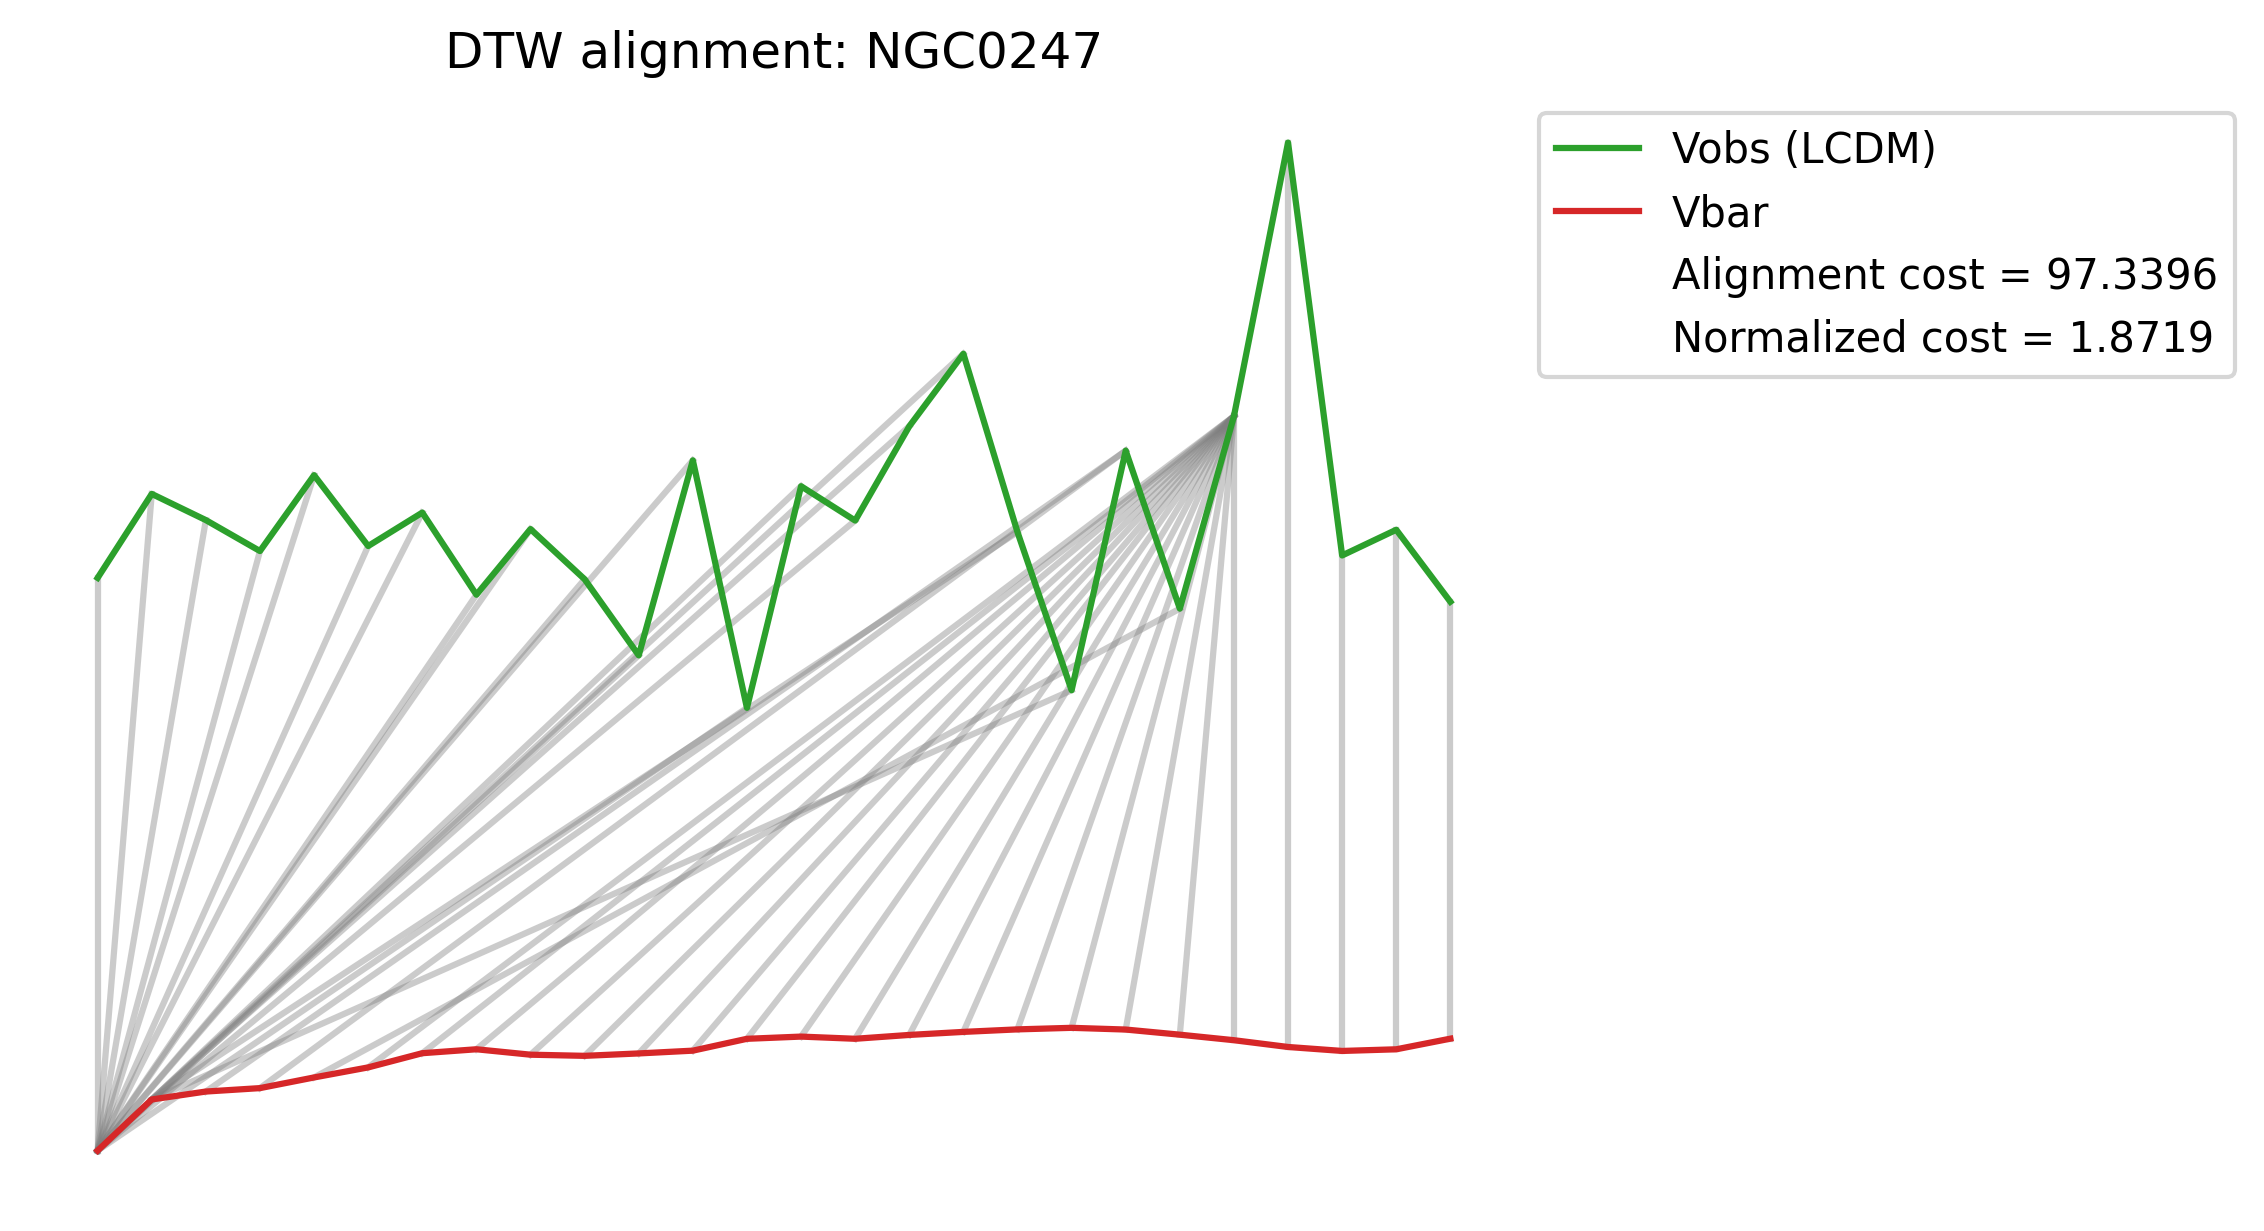 DTW alignment: NGC0247
Vobs (LCDM)
Vbar
Alignment cost = 97.3396
Normalized cost = 1.8719